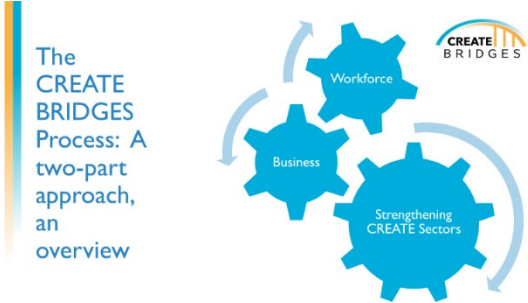 The
CREATE
BRIDGES
Process: A
two-part
approach,
an
overview
CREATE
BRIDGES
Workforce
Business
Strengthening
CREATE Sectors